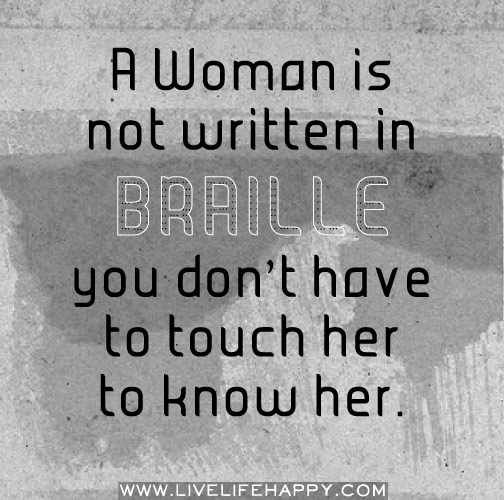 A Woman is
not written in
BRAILLE
you don't have
to touch her
to know her.
WWW.LIVELIFEHAPPY.COM